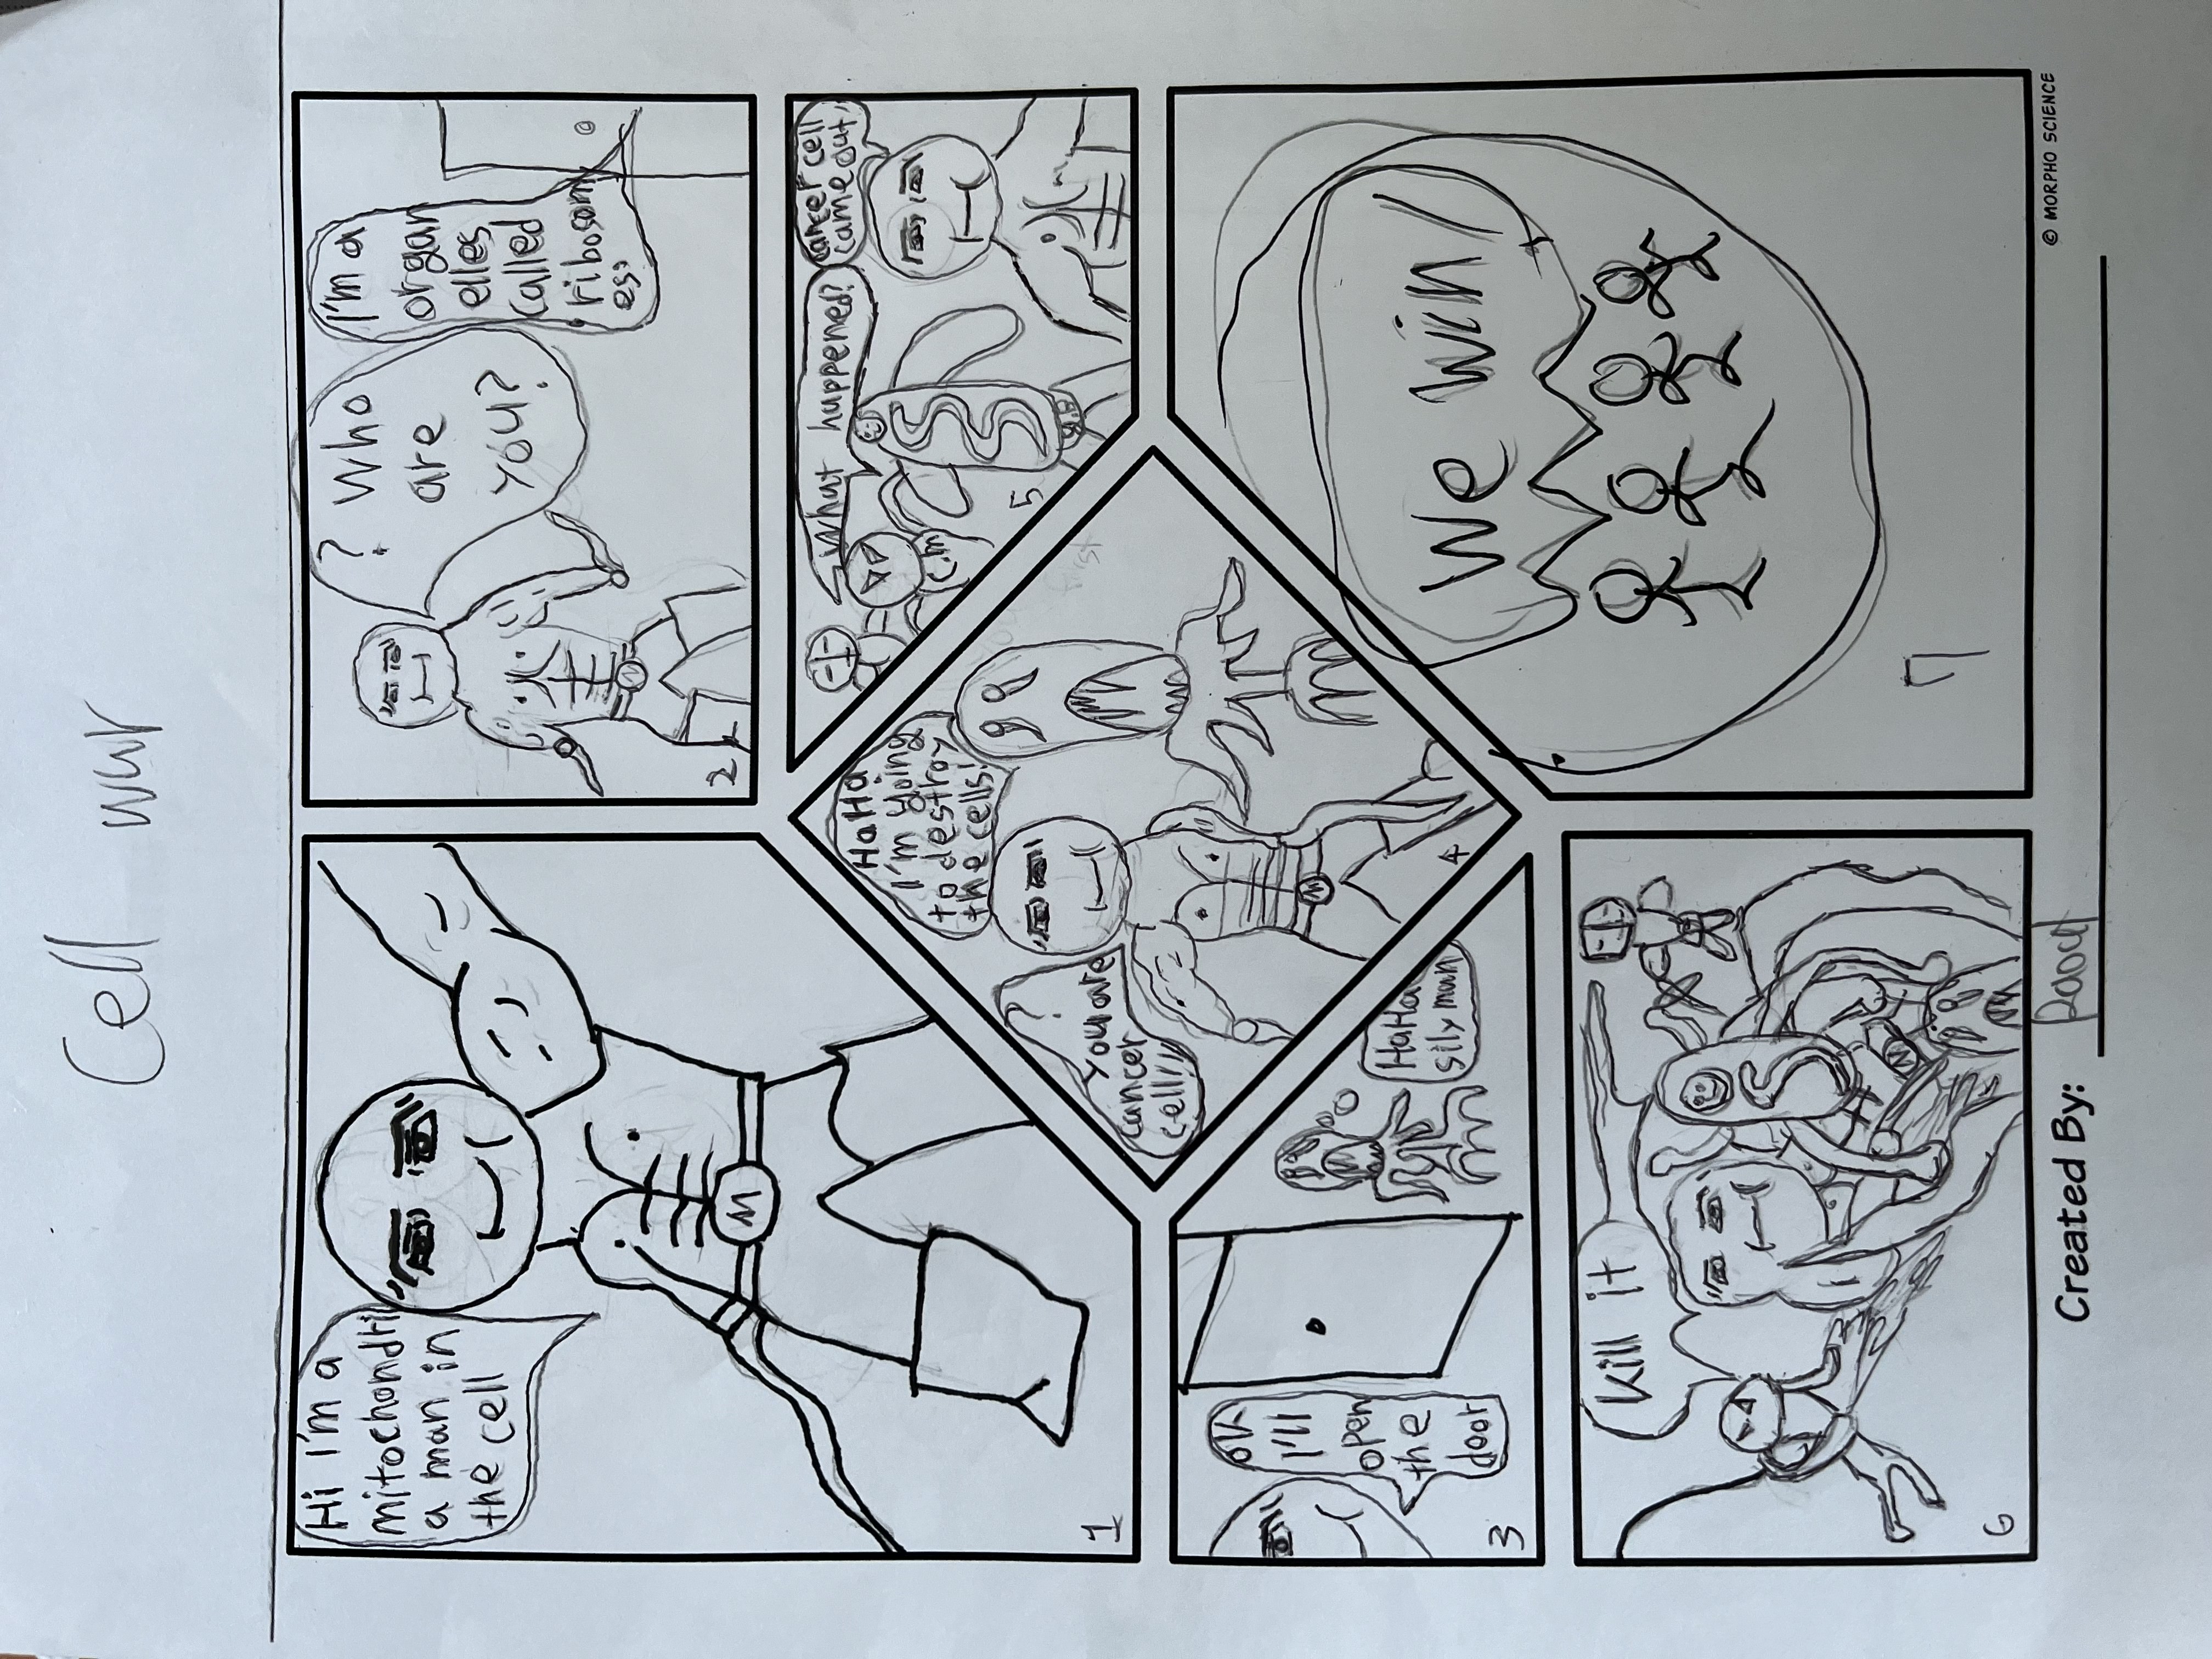 Cell war
Hi I'm a
mitochondri
a man in
the cell
M
1
? Who
are
you?
I'm a
organ
elles
called
ribosom
es.
2
OK
I'll
open
the
door
HaHa
sily man
3
HaHa
I'm going
to destroy
the cells!
?
you are
cancer
cell!!
M
4
What happened?
cancer cell
came out!
C.M
5
Kill it
6
We win!
7
Created By:
© MORPHO SCIENCE